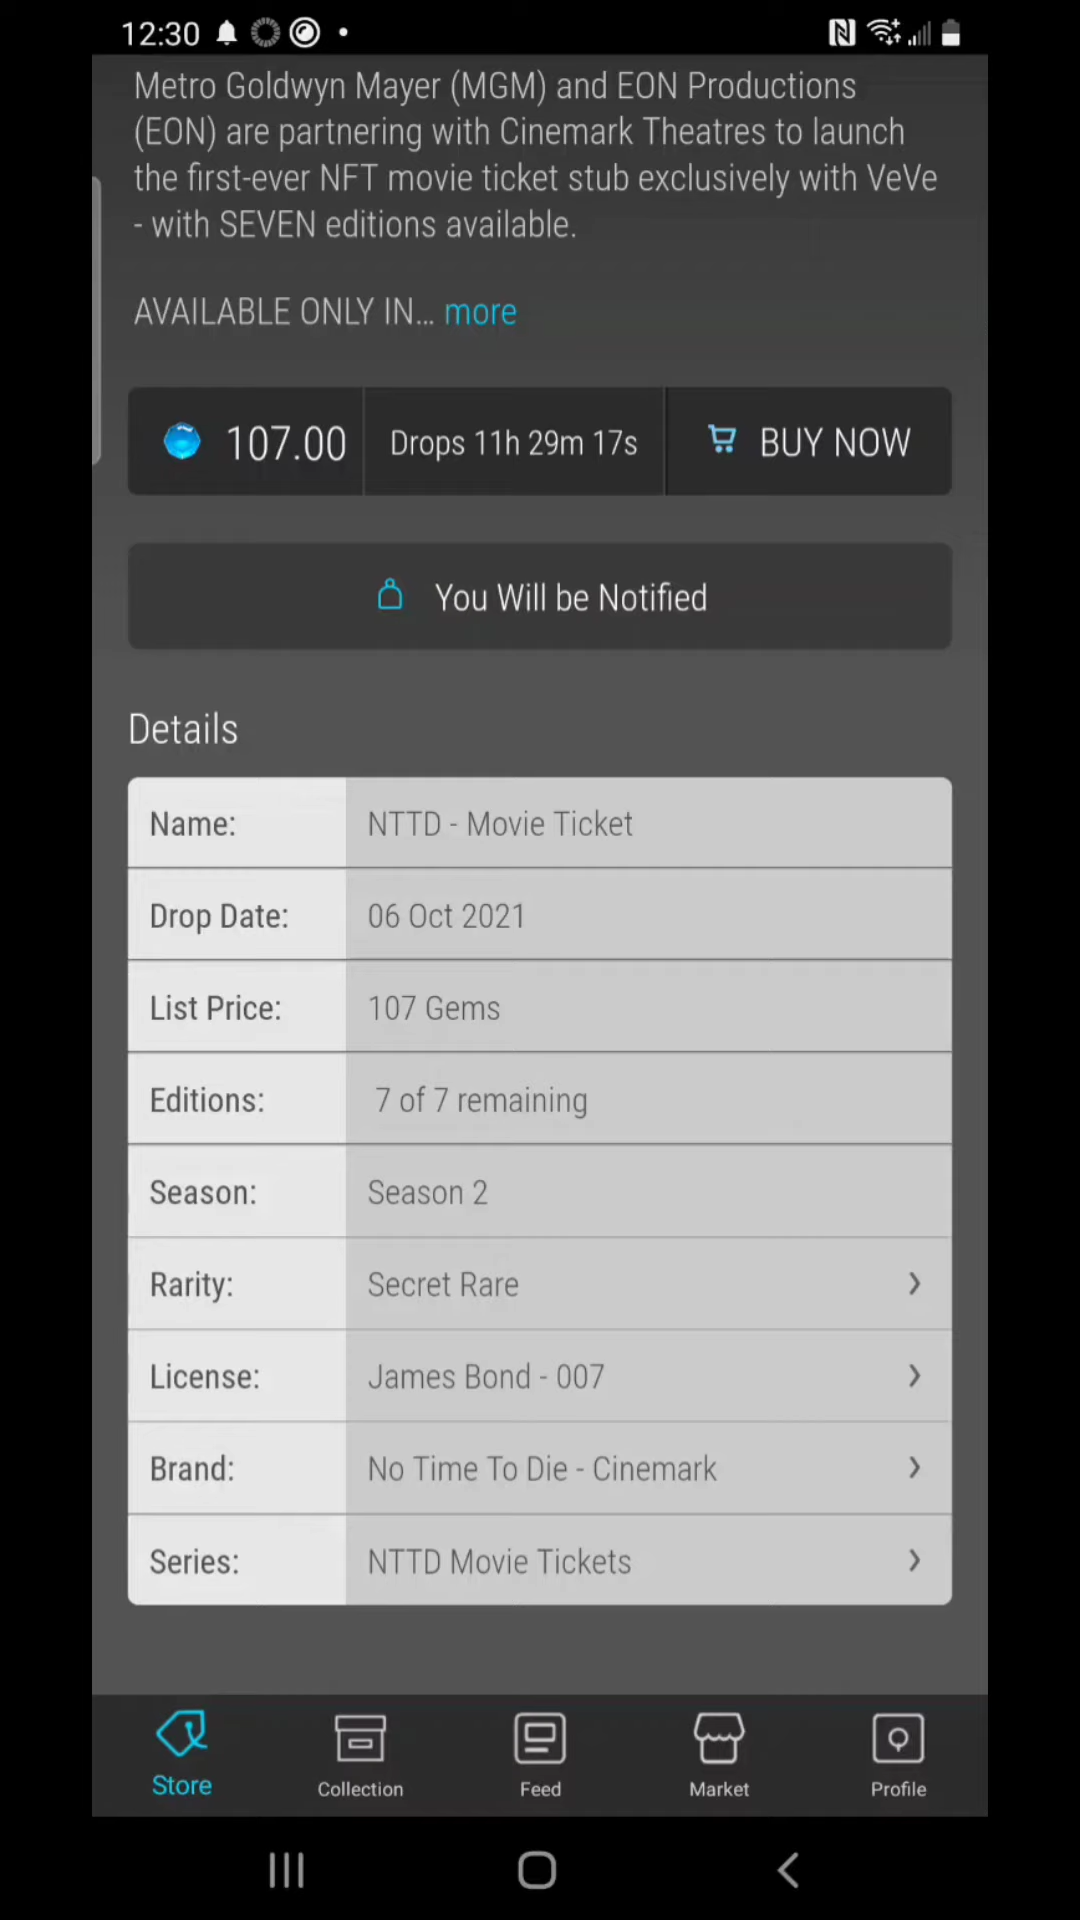 12:30
Metro Goldwyn Mayer (MGM) and EON Productions
(EON) are partnering with Cinemark Theatres to launch
the first-ever NFT movie ticket stub exclusively with VeVe
- with SEVEN editions available.
AVAILABLE ONLY IN... more
107.00 Drops 11h 29m 17s BUY NOW
You Will be Notified
Details
Name: NTTD - Movie Ticket
Drop Date: 06 Oct 2021
List Price: 107 Gems
Editions: 7 of 7 remaining
Season: Season 2
Rarity: Secret Rare
License: James Bond - 007
Brand: No Time To Die - Cinemark
Series: NTTD Movie Tickets
Store Collection Feed Market Profile